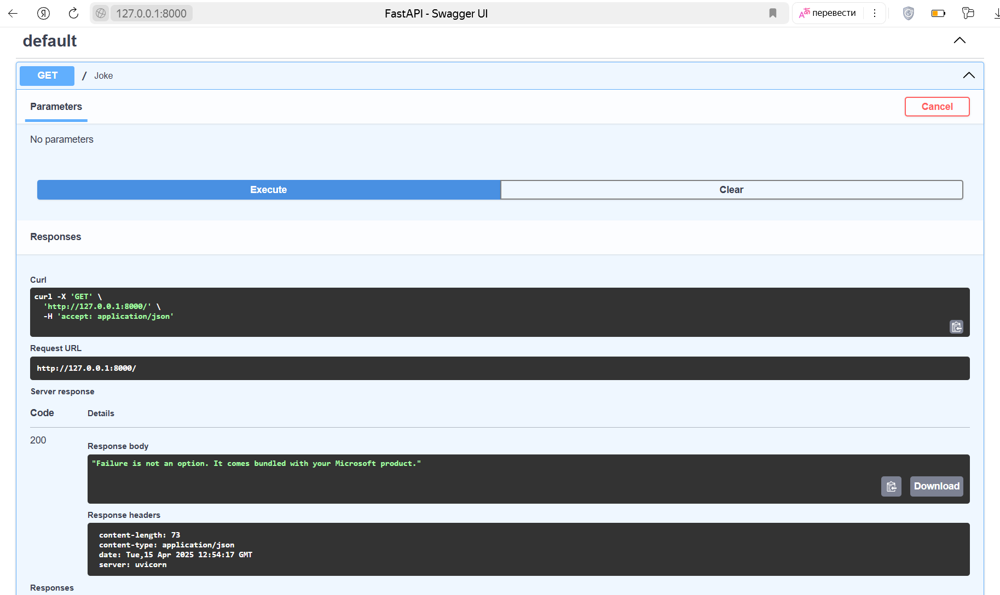 127.0.0.1:8000
FastAPI - Swagger UI
перевести
default
GET / Joke
Parameters
Cancel
No parameters
Execute
Clear
Responses
Curl
curl -X 'GET' \
'http://127.0.0.1:8000/' \
-H 'accept: application/json'
Request URL
http://127.0.0.1:8000/
Server response
Code Details
200
Response body
"Failure is not an option. It comes bundled with your Microsoft product."
Download
Response headers
content-length: 73
content-type: application/json
date: Tue,15 Apr 2025 12:54:17 GMT
server: uvicorn
Responses